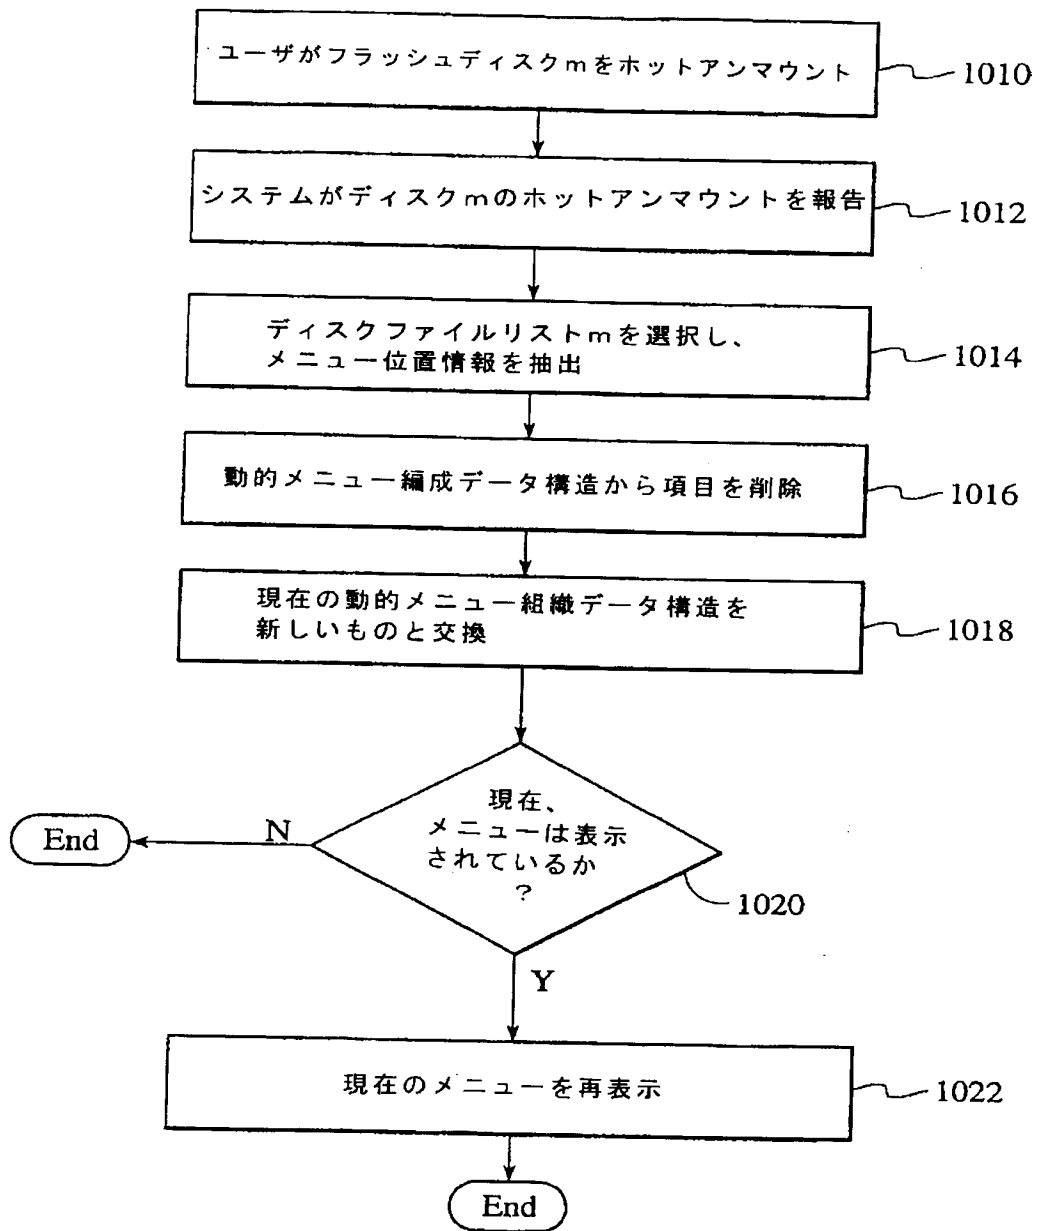 ユーザがフラッシュディスクmをホットアンマウント
1010
システムがディスクmのホットアンマウントを報告
1012
ディスクファイルリストmを選択し、
メニュー位置情報を抽出
1014
動的メニュー編成データ構造から項目を削除
1016
現在の動的メニュー組織データ構造を
新しいものと交換
1018
現在、
メニューは表示
されているか
?
1020
N
End
Y
現在のメニューを再表示
1022
End